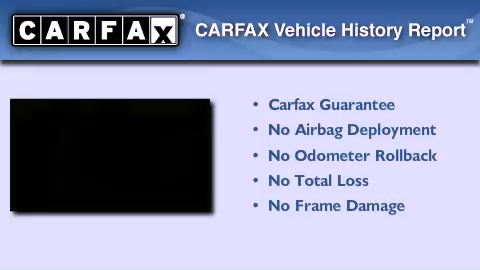 CARFAX® CARFAX Vehicle History Report™
• Carfax Guarantee
• No Airbag Deployment
• No Odometer Rollback
• No Total Loss
• No Frame Damage